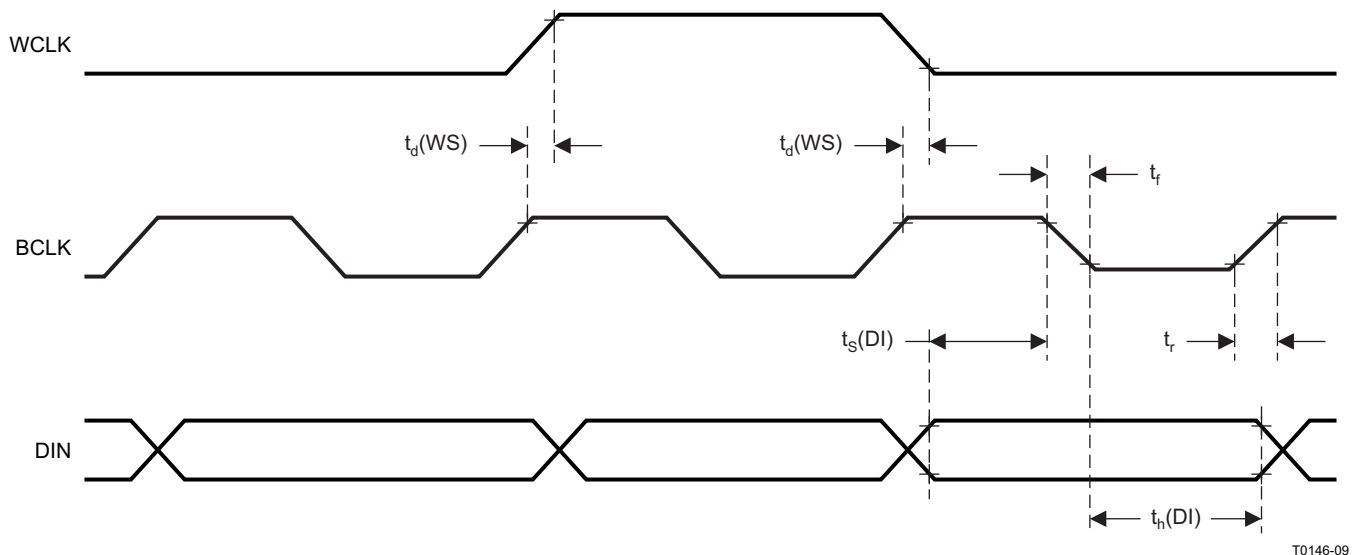 WCLK
t_d(WS)
t_d(WS)
t_f
BCLK
t_S(DI)
t_r
DIN
t_h(DI)
T0146-09